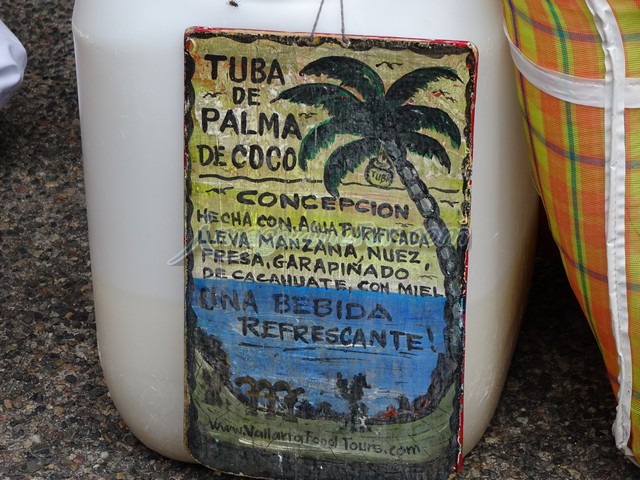 TUBA
DE
PALMA
DE COCO
TUBA
CONCEPCION
HECHA CON, AGUA PURIFICADA
LLEVA MANZANA, NUEZ,
FRESA, GARAPIÑADO
DE CACAHUATE, CON MIEL
UNA BEBIDA
REFRESCANTE!
www.VallartaFoodTours.com